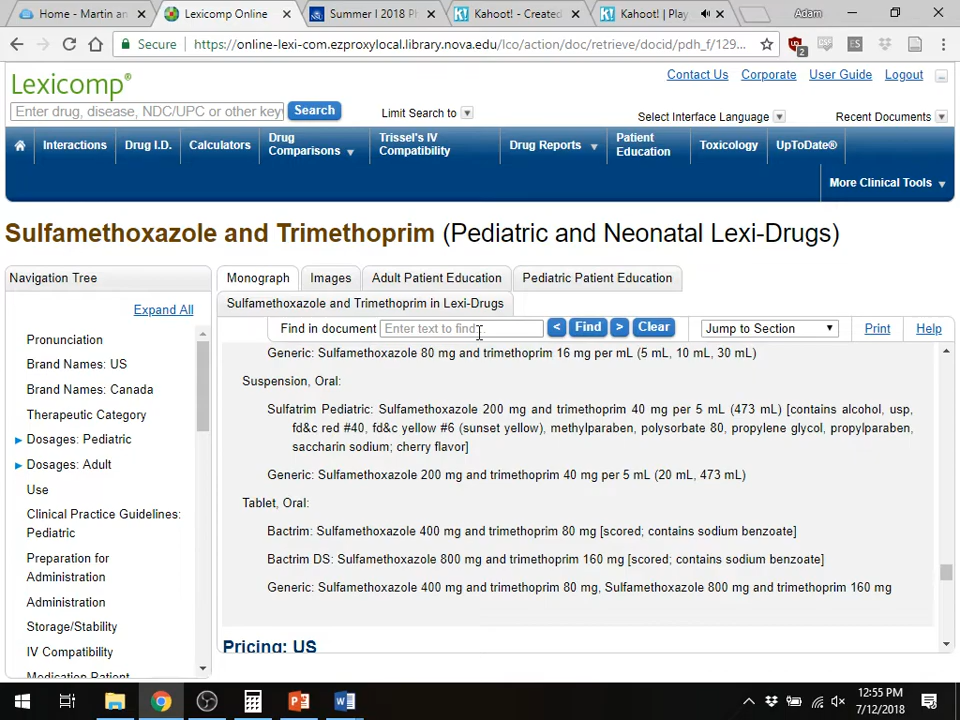 Home - Martin and
Lexicomp Online
Summer I 2018 Ph
Kahoot! - Created
Kahoot! | Play
Adam
Secure
https://online-lexi-com.ezproxylocal.library.nova.edu/lco/action/doc/retrieve/docid/pdh_f/129...
2
ES
Lexicomp®
Contact Us
Corporate
User Guide
Logout
Enter drug, disease, NDC/UPC or other key
Search
Limit Search to
Select Interface Language
Recent Documents
Interactions
Drug I.D.
Calculators
Drug Comparisons
Trissel's IV Compatibility
Drug Reports
Patient Education
Toxicology
UpToDate®
More Clinical Tools
Sulfamethoxazole and Trimethoprim (Pediatric and Neonatal Lexi-Drugs)
Navigation Tree
Expand All
Pronunciation
Brand Names: US
Brand Names: Canada
Therapeutic Category
Dosages: Pediatric
Dosages: Adult
Use
Clinical Practice Guidelines:
Pediatric
Preparation for
Administration
Administration
Storage/Stability
IV Compatibility
Medication Patient
Monograph
Images
Adult Patient Education
Pediatric Patient Education
Sulfamethoxazole and Trimethoprim in Lexi-Drugs
Find in document
Enter text to find
<
Find
>
Clear
Jump to Section
Print
Help
Generic: Sulfamethoxazole 80 mg and trimethoprim 16 mg per mL (5 mL, 10 mL, 30 mL)
Suspension, Oral:
Sulfatrim Pediatric: Sulfamethoxazole 200 mg and trimethoprim 40 mg per 5 mL (473 mL) [contains alcohol, usp,
fd&c red #40, fd&c yellow #6 (sunset yellow), methylparaben, polysorbate 80, propylene glycol, propylparaben,
saccharin sodium; cherry flavor]
Generic: Sulfamethoxazole 200 mg and trimethoprim 40 mg per 5 mL (20 mL, 473 mL)
Tablet, Oral:
Bactrim: Sulfamethoxazole 400 mg and trimethoprim 80 mg [scored; contains sodium benzoate]
Bactrim DS: Sulfamethoxazole 800 mg and trimethoprim 160 mg [scored; contains sodium benzoate]
Generic: Sulfamethoxazole 400 mg and trimethoprim 80 mg, Sulfamethoxazole 800 mg and trimethoprim 160 mg
Pricing: US
12:55 PM
7/12/2018